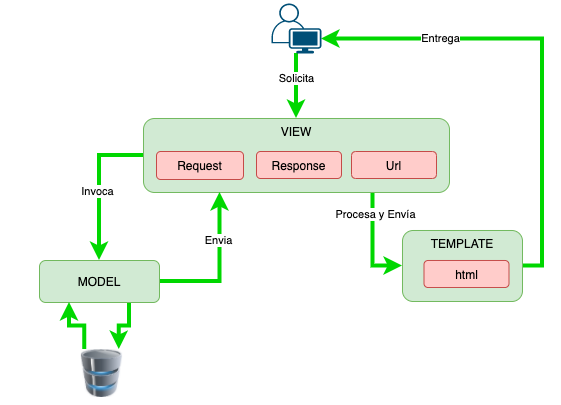 Entrega
Solicita
VIEW
Request
Response
Url
Invoca
Procesa y Envía
Envia
TEMPLATE
html
MODEL